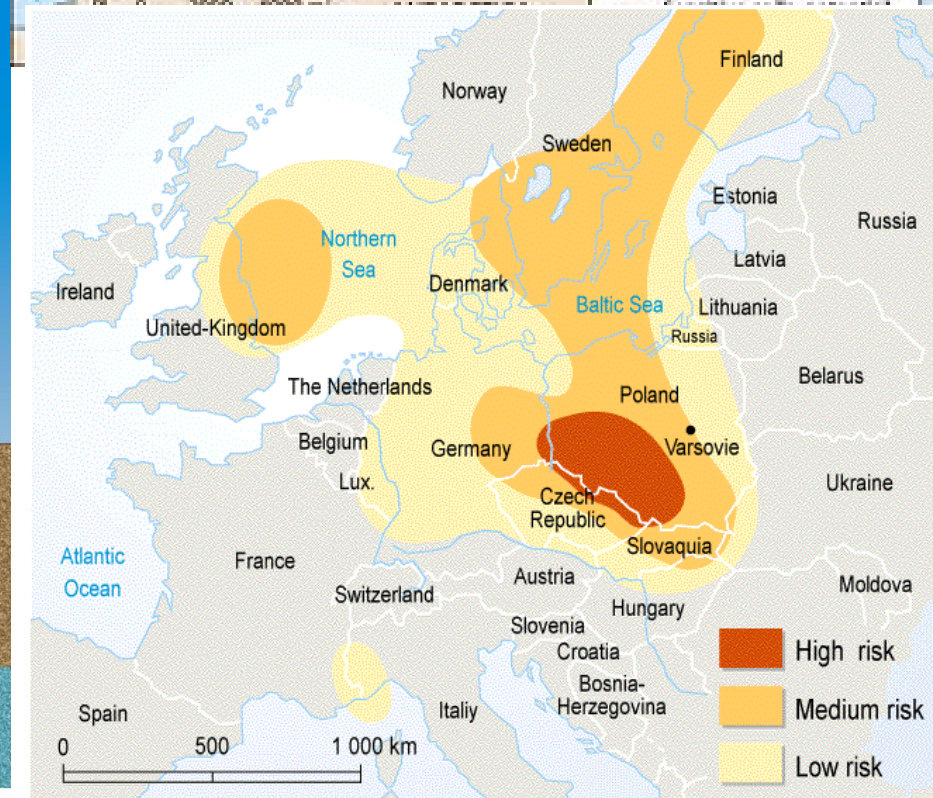 Finland
Norway
Sweden
Estonia
Russia
Northern
Sea
Latvia
Denmark
Ireland
Baltic Sea
Lithuania
United-Kingdom
Russia
Belarus
The Netherlands
Poland
Belgium
Germany
Varsovie
Lux.
Ukraine
Czech
Republic
Slovaquia
Atlantic
Ocean
France
Austria
Moldova
Switzerland
Hungary
Slovenia
Croatia
High risk
Bosnia-
Herzegovina
Spain
Italiy
Medium risk
0 500 1 000 km
Low risk